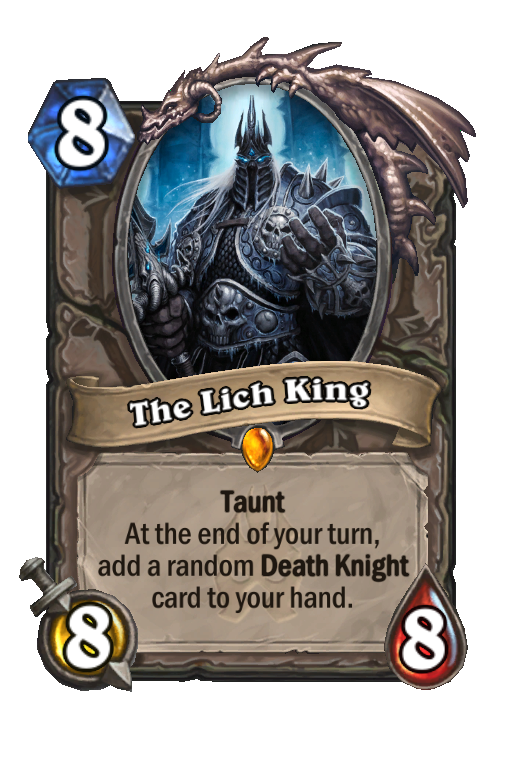 8
The Lich King
Taunt
At the end of your turn,
add a random Death Knight
card to your hand.
8
8